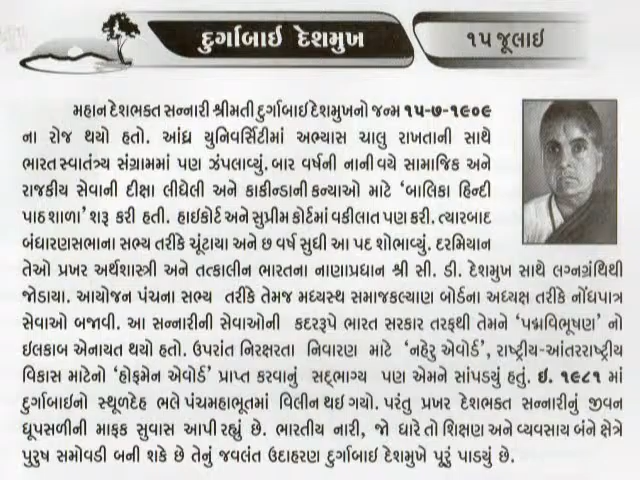 દુર્ગાબાઈ દેશમુખ
૧૫ જૂલાઈ
મહાન દેશભક્ત સન્નારી શ્રીમતી દુર્ગાબાઈ દેશમુખનો જન્મ ૧૫-૭-૧૯૦૯
ના રોજ થયો હતો. આંધ્ર યુનિવર્સિટીમાં અભ્યાસ ચાલુ રાખતાની સાથે
ભારત સ્વાતંત્ર્ય સંગ્રામમાં પણ ઝંપલાવ્યું. બાર વર્ષની નાની વયે સામાજિક અને
રાજકીય સેવાની દીક્ષા લીધેલી અને કાકીન્ડાની કન્યાઓ માટે ‘બાલિકા હિન્દી
પાઠશાળા’ શરૂ કરી હતી. હાઈકોર્ટ અને સુપ્રીમ કોર્ટમાં વકીલાત પણ કરી. ત્યારબાદ
બંધારણસભાના સભ્ય તરીકે ચૂંટાયા અને છ વર્ષ સુધી આ પદ શોભાવ્યું. દરમિયાન
તેઓ પ્રખર અર્થશાસ્ત્રી અને તત્કાલીન ભારતના નાણાપ્રધાન શ્રી સી. ડી. દેશમુખ સાથે લગ્નગ્રંથિથી
જોડાયા. આયોજન પંચના સભ્ય તરીકે તેમજ મધ્યસ્થ સમાજકલ્યાણ બોર્ડના અધ્યક્ષ તરીકે નોંધપાત્ર
સેવાઓ બજાવી. આ સન્નારીની સેવાઓની કદરરૂપે ભારત સરકાર તરફથી તેમને ‘પદ્મવિભૂષણ’ નો
ઈલકાબ એનાયત થયો હતો. ઉપરાંત નિરક્ષરતા નિવારણ માટે ‘નહેરુ એવોર્ડ’, રાષ્ટ્રીય-આંતરરાષ્ટ્રીય
વિકાસ માટેનો ‘હોફમેન એવોર્ડ’ પ્રાપ્ત કરવાનું સદ્‌ભાગ્ય પણ એમને સાંપડ્યું હતું. ઇ. ૧૯૮૧ માં
દુર્ગાબાઈનો સ્થૂળદેહ ભલે પંચમહાભૂતમાં વિલીન થઇ ગયો. પરંતુ પ્રખર દેશભક્ત સન્નારીનું જીવન
ધૂપસળીની માફક સુવાસ આપી રહ્યું છે. ભારતીય નારી, જો ધારે તો શિક્ષણ અને વ્યવસાય બંને ક્ષેત્રે
પુરુષ સમોવડી બની શકે છે તેનું જવલંત ઉદાહરણ દુર્ગાબાઈ દેશમુખે પૂરું પાડ્યું છે.